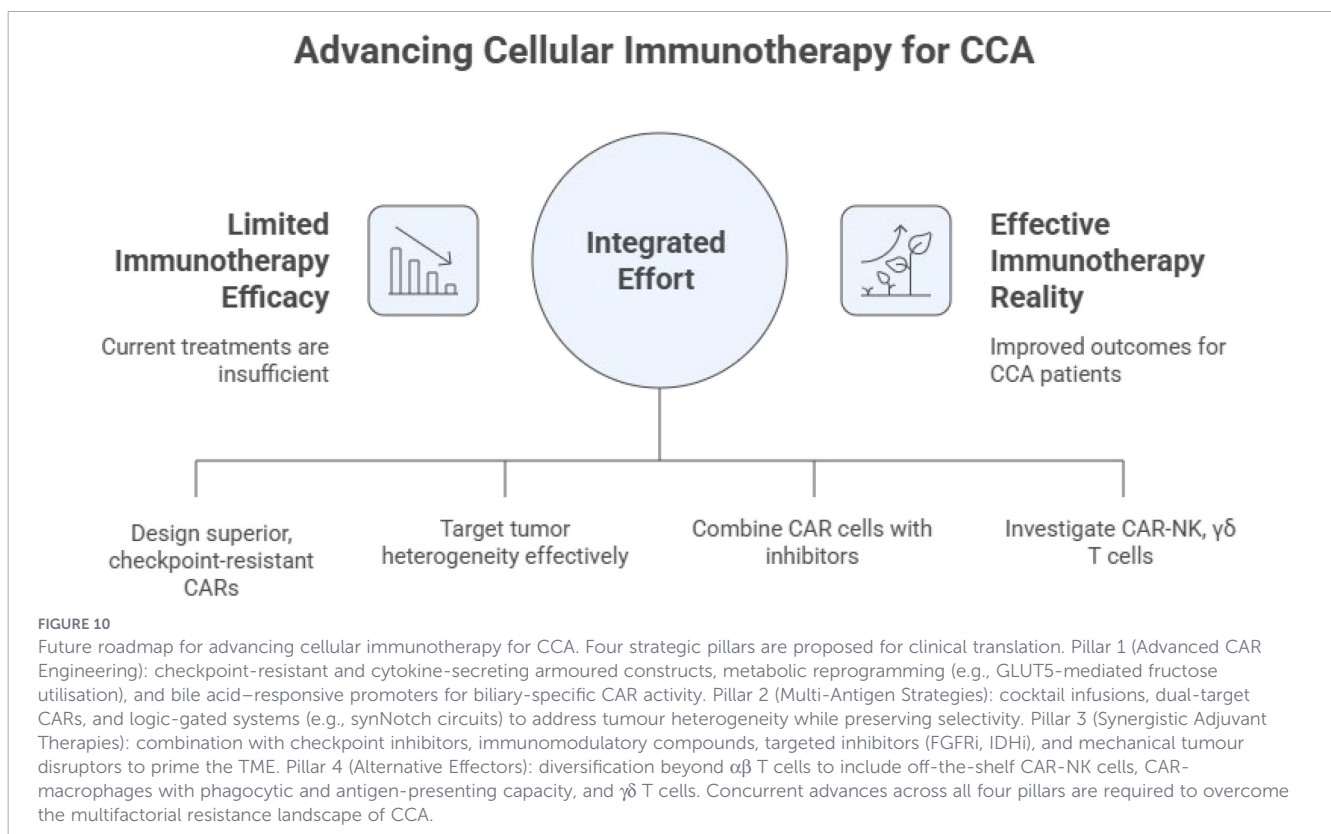 Advancing Cellular Immunotherapy for CCA
Limited
Immunotherapy
Efficacy
Current treatments are
insufficient
Integrated
Effort
Effective
Immunotherapy
Reality
Improved outcomes for
CCA patients
Design superior,
checkpoint-resistant
CARs
Target tumor
heterogeneity effectively
Combine CAR cells with
inhibitors
Investigate CAR-NK, γδ
T cells
FIGURE 10
Future roadmap for advancing cellular immunotherapy for CCA. Four strategic pillars are proposed for clinical translation. Pillar 1 (Advanced CAR
Engineering): checkpoint-resistant and cytokine-secreting armoured constructs, metabolic reprogramming (e.g., GLUT5-mediated fructose
utilisation), and bile acid–responsive promoters for biliary-specific CAR activity. Pillar 2 (Multi-Antigen Strategies): cocktail infusions, dual-target
CARs, and logic-gated systems (e.g., synNotch circuits) to address tumour heterogeneity while preserving selectivity. Pillar 3 (Synergistic Adjuvant
Therapies): combination with checkpoint inhibitors, immunomodulatory compounds, targeted inhibitors (FGFRi, IDHi), and mechanical tumour
disruptors to prime the TME. Pillar 4 (Alternative Effectors): diversification beyond αβ T cells to include off-the-shelf CAR-NK cells, CAR-
macrophages with phagocytic and antigen-presenting capacity, and γδ T cells. Concurrent advances across all four pillars are required to overcome
the multifactorial resistance landscape of CCA.